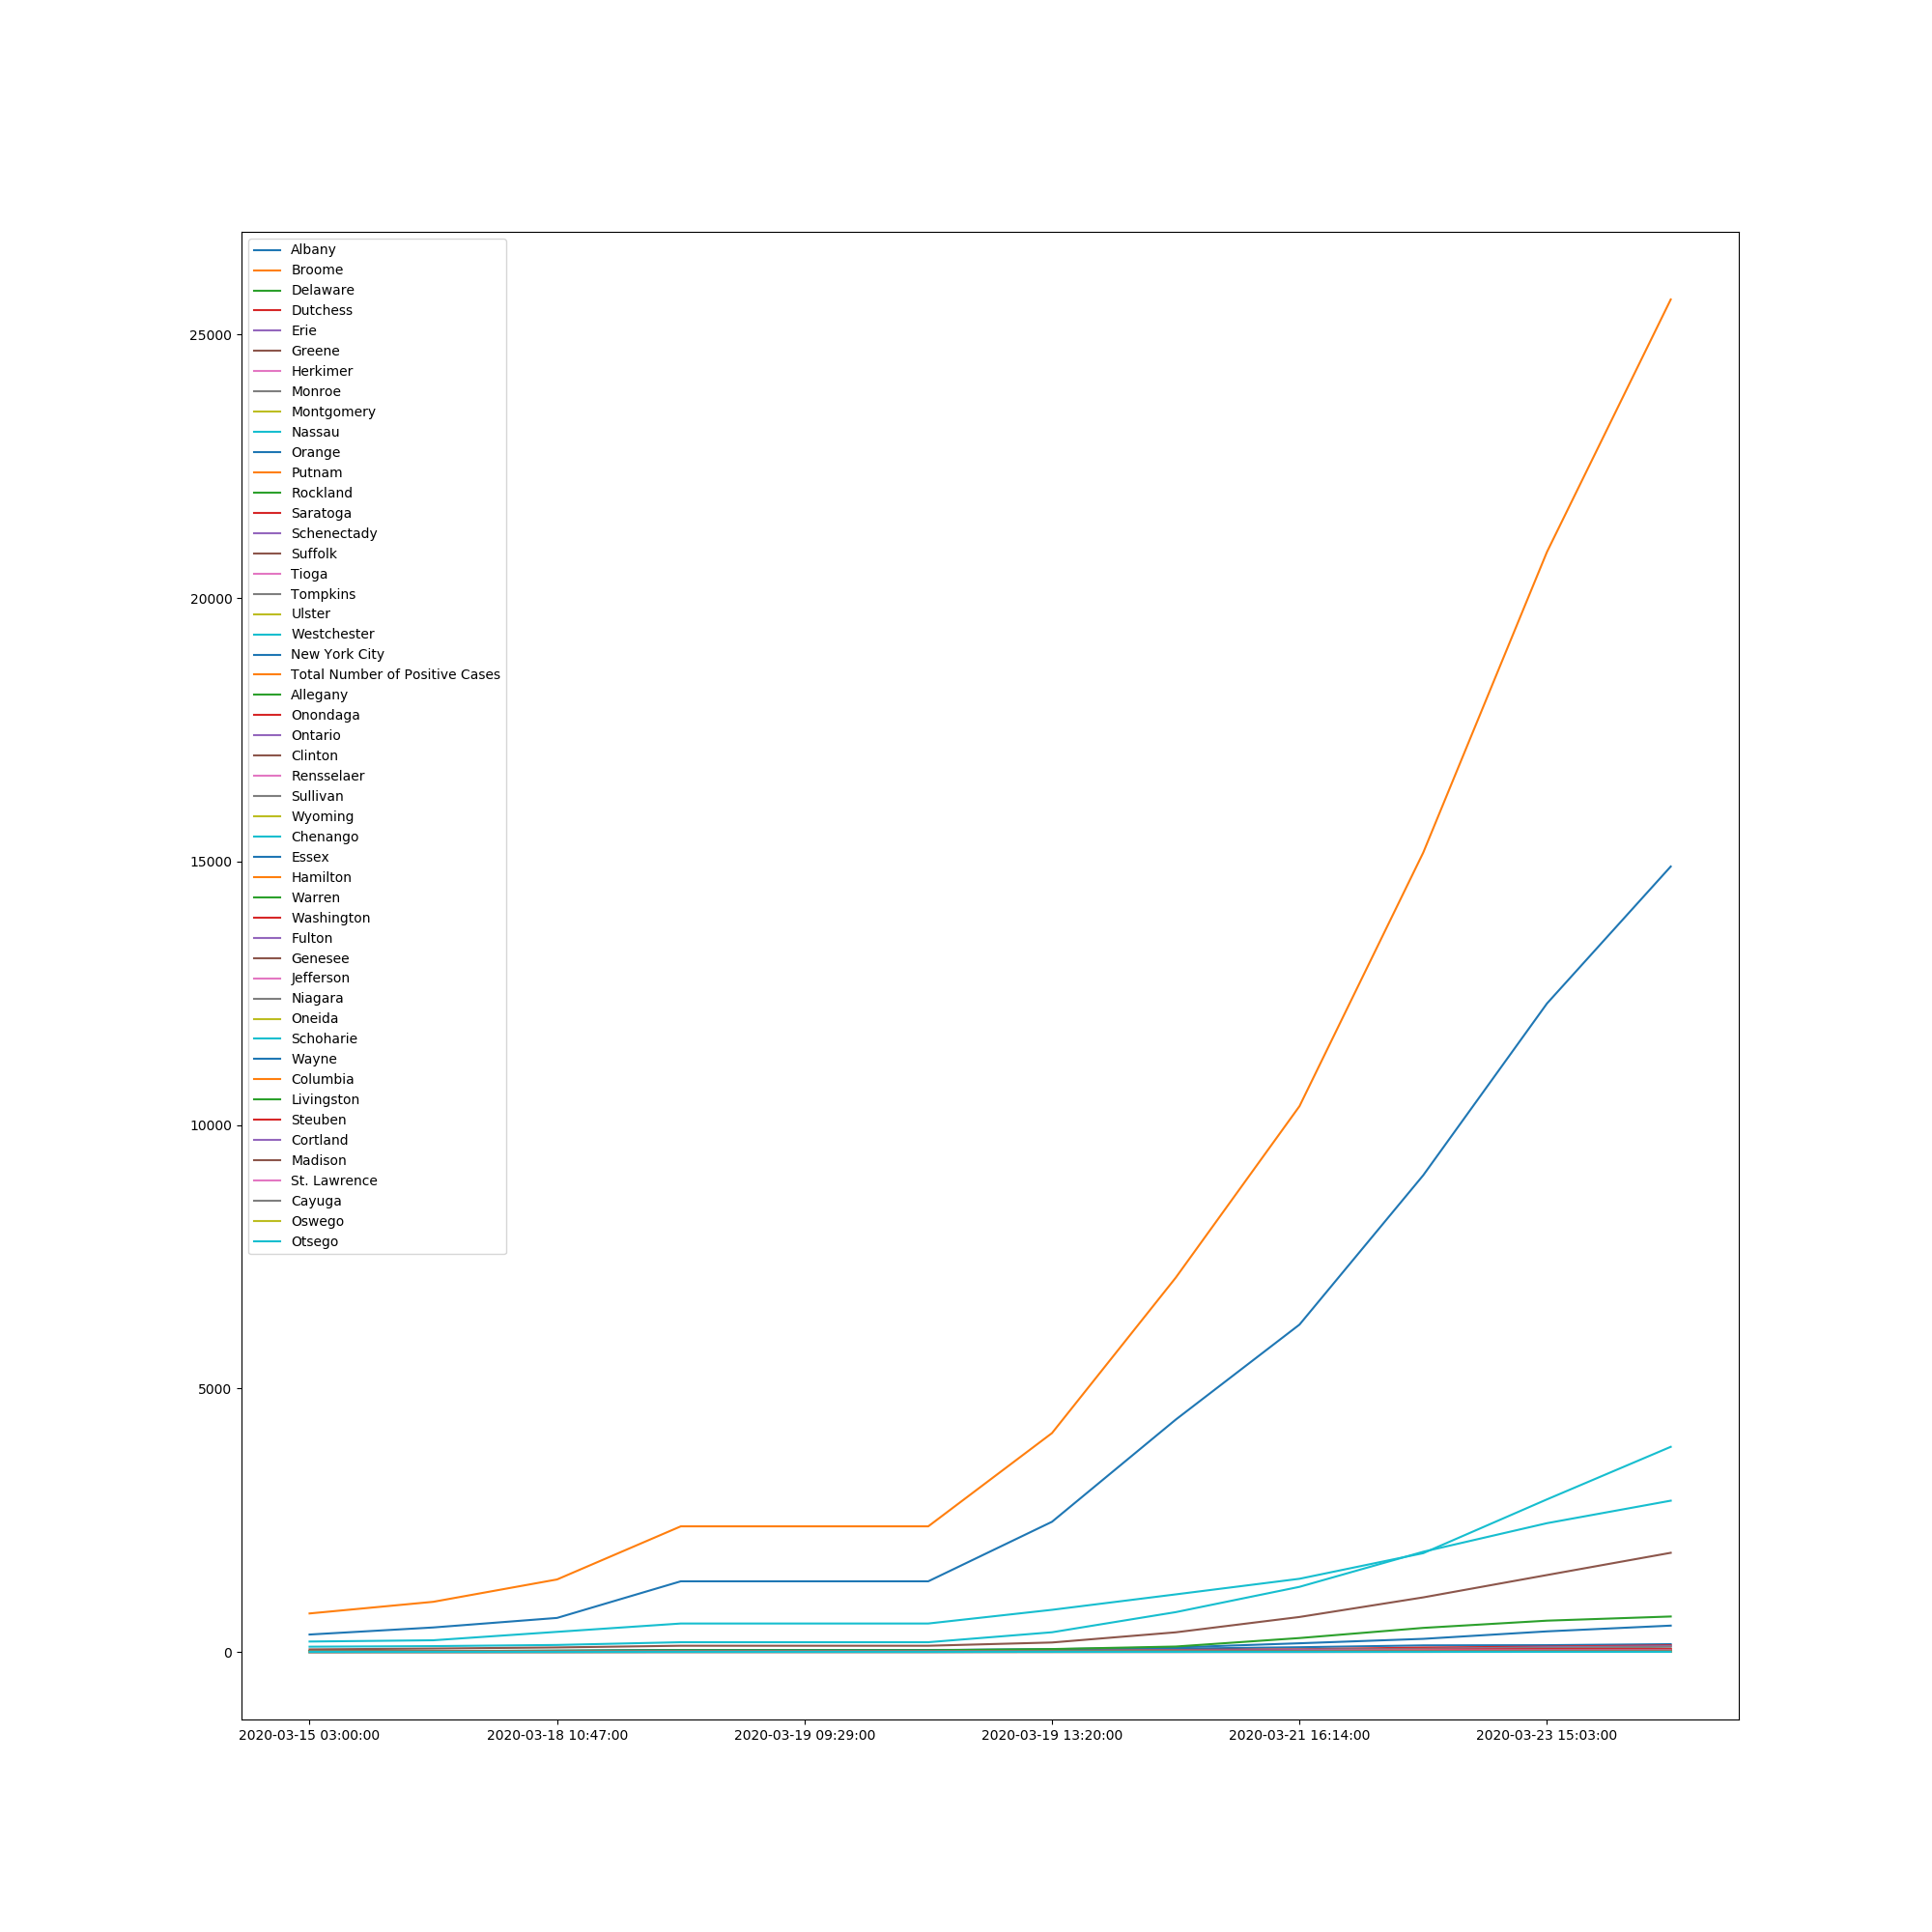 Albany
Broome
Delaware
Dutchess
Erie
Greene
Herkimer
Monroe
Montgomery
Nassau
Orange
Putnam
Rockland
Saratoga
Schenectady
Suffolk
Tioga
Tompkins
Ulster
Westchester
New York City
Total Number of Positive Cases
Allegany
Onondaga
Ontario
Clinton
Rensselaer
Sullivan
Wyoming
Chenango
Essex
Hamilton
Warren
Washington
Fulton
Genesee
Jefferson
Niagara
Oneida
Schoharie
Wayne
Columbia
Livingston
Steuben
Cortland
Madison
St. Lawrence
Cayuga
Oswego
Otsego
25000
20000
15000
10000
5000
0
2020-03-15 03:00:00 2020-03-18 10:47:00 2020-03-19 09:29:00 2020-03-19 13:20:00 2020-03-21 16:14:00 2020-03-23 15:03:00